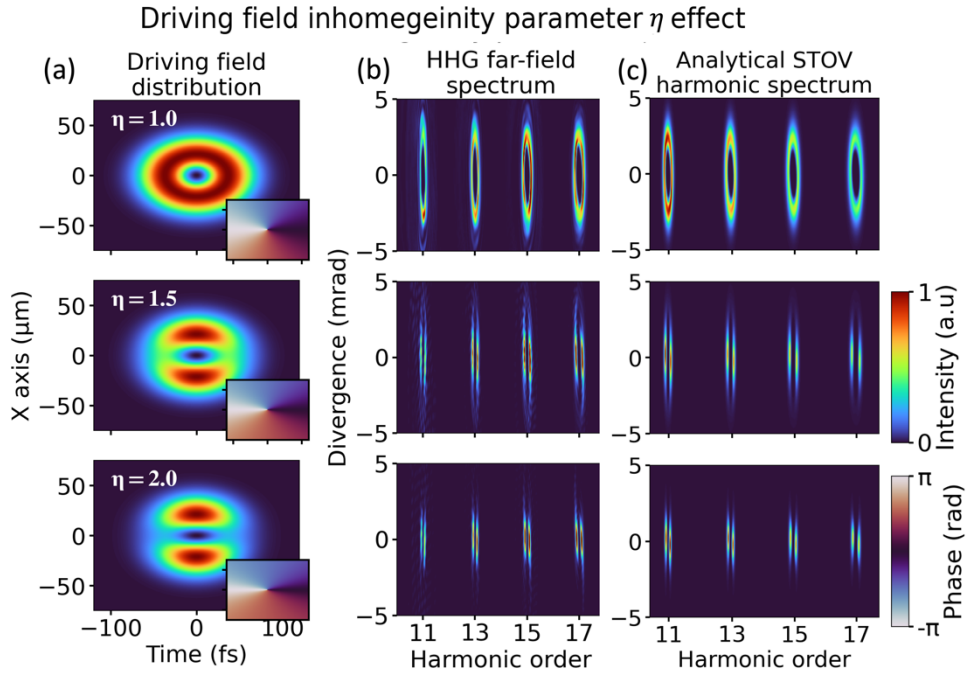 Driving field inhomegeinity parameter η effect
(a) Driving field distribution
(b) HHG far-field spectrum
(c) Analytical STOV harmonic spectrum
η = 1.0
50
0
−50
η = 1.5
50
0
−50
η = 2.0
50
0
−50
X axis (μm)
−100 0 100
Time (fs)
5
0
−5
5
0
−5
5
0
−5
Divergence (mrad)
11 13 15 17
Harmonic order
5
0
−5
5
0
−5
5
0
−5
11 13 15 17
Harmonic order
1
0
Intensity (a.u)
π
-π
Phase (rad)